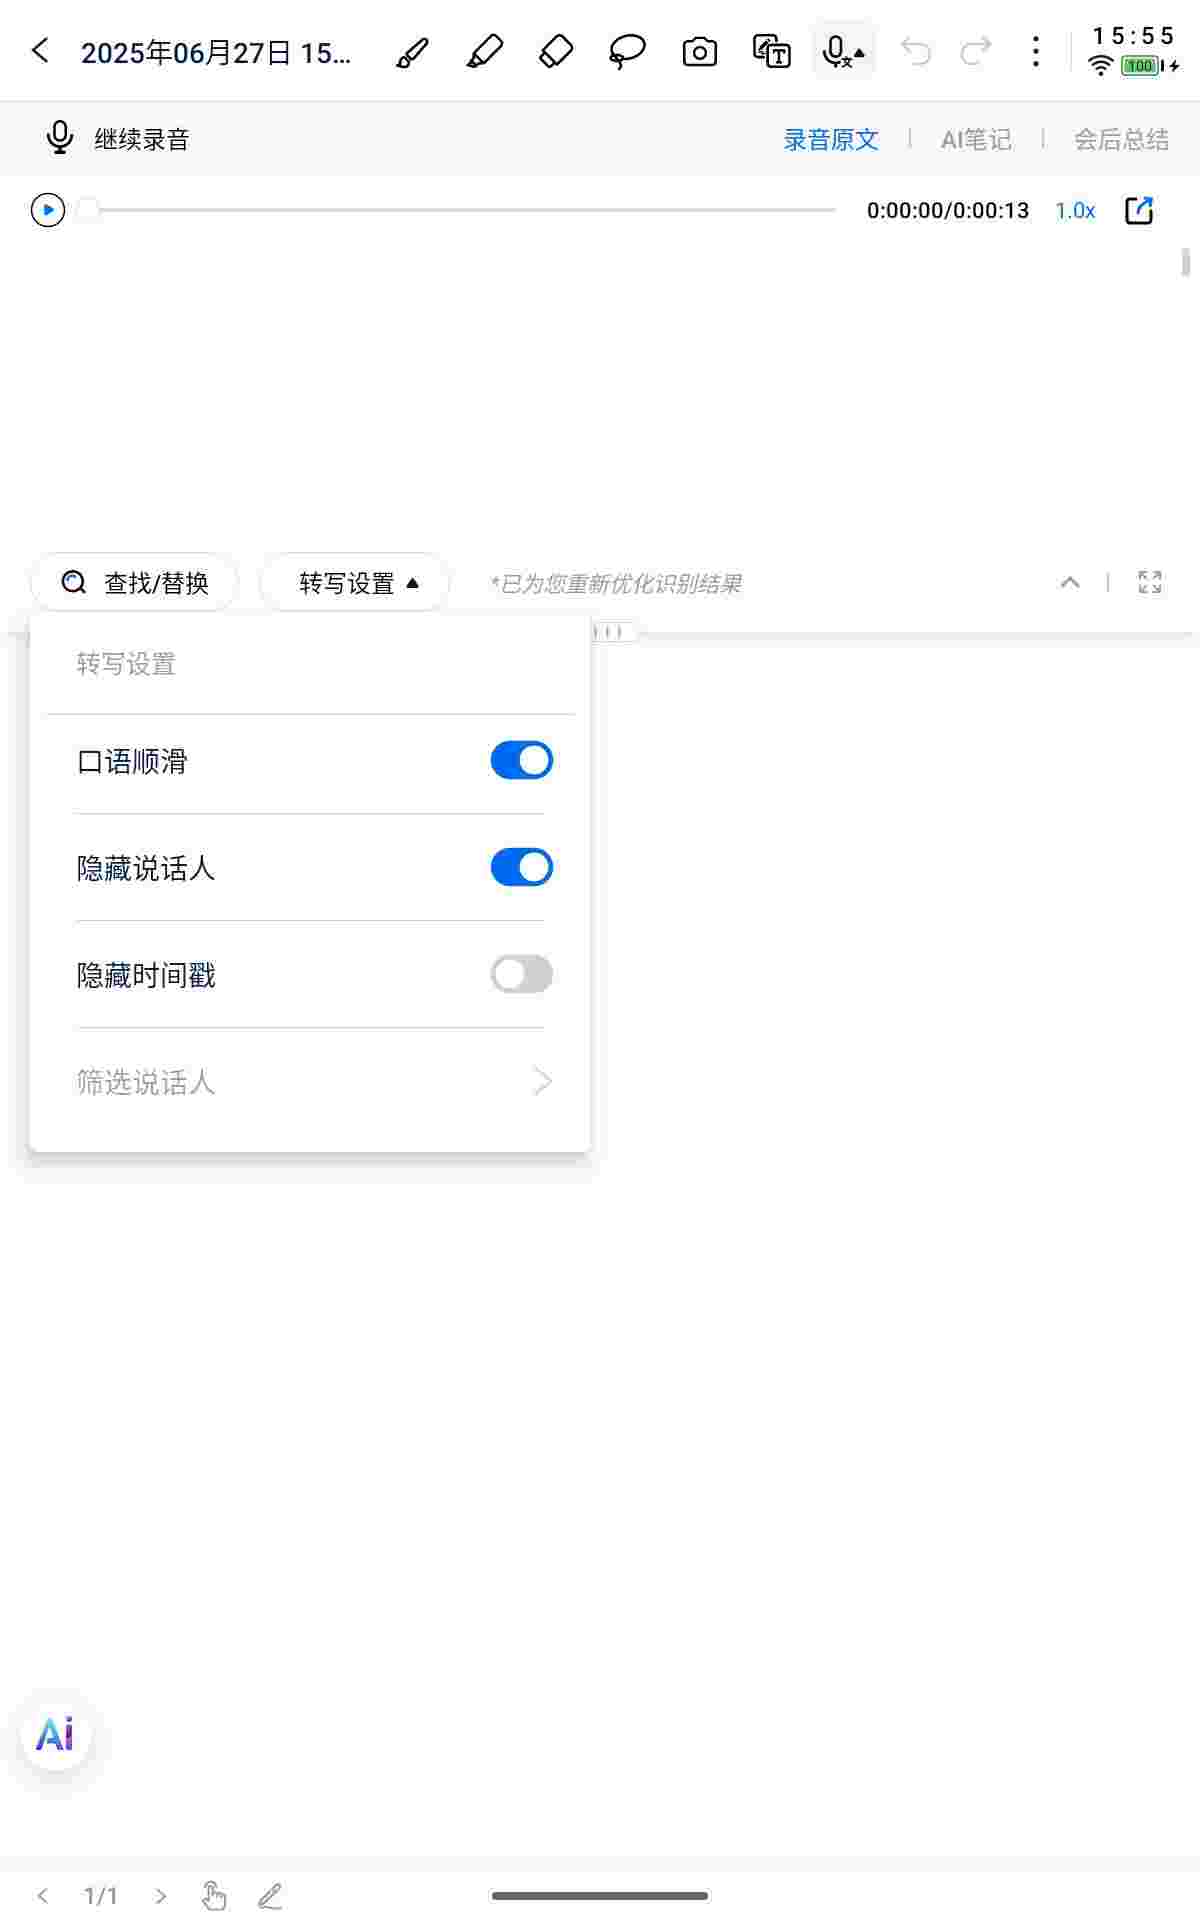 2025年06月27日 15...
15:55
100
继续录音
录音原文 | AI笔记 | 会后总结
0:00:00/0:00:13 1.0x
查找/替换 转写设置 *已为您重新优化识别结果
转写设置
口语顺滑
隐藏说话人
隐藏时间戳
筛选说话人
Ai
1/1